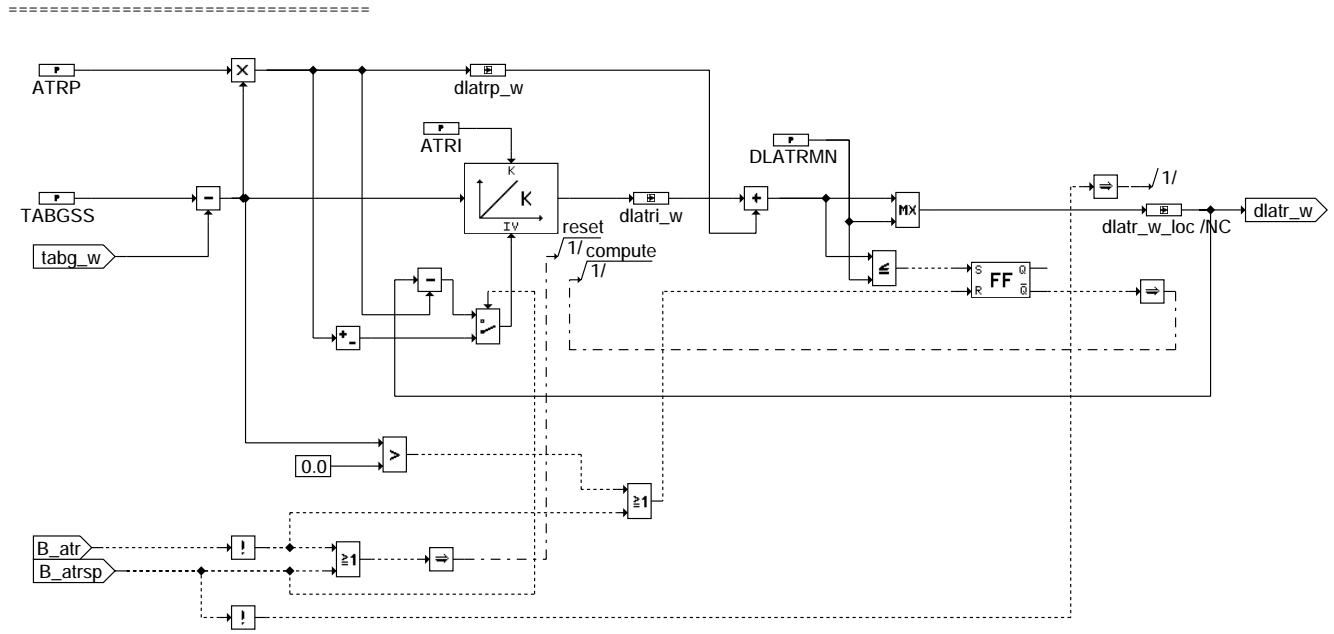 ====================================
P
ATRP
X
dlatrp_w
P
ATRI
P
DLATRMN
K
K
IV
P
TABGSS
-
dlatri_w
+
MX
1/
dlatr_w_loc /NC
dlatr_w
tabg_w
reset
1/
compute
1/
-
≤
S Q
FF
R Q̅
⇒
⇒
+-
>
0.0
≥1
B_atr
!
≥1
⇒
B_atrsp
!